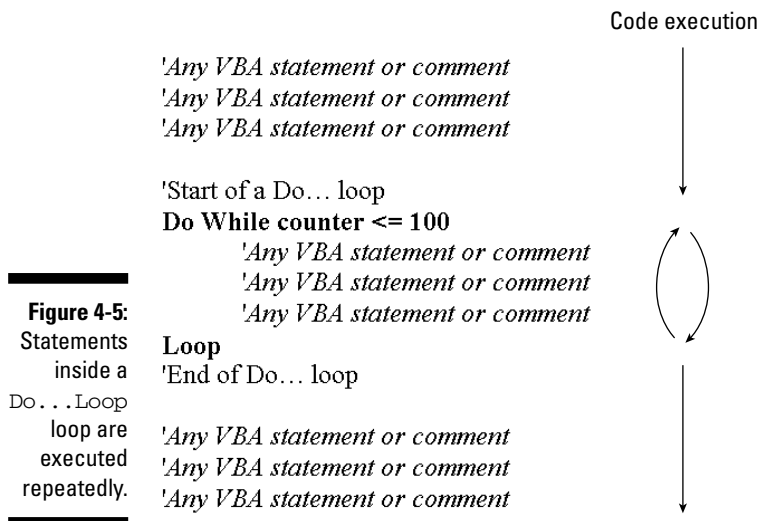 Code execution
'Any VBA statement or comment
'Any VBA statement or comment
'Any VBA statement or comment
'Start of a Do… loop
Do While counter <= 100
'Any VBA statement or comment
'Any VBA statement or comment
'Any VBA statement or comment
Loop
'End of Do… loop
'Any VBA statement or comment
'Any VBA statement or comment
'Any VBA statement or comment
Figure 4-5:
Statements
inside a
Do...Loop
loop are
executed
repeatedly.